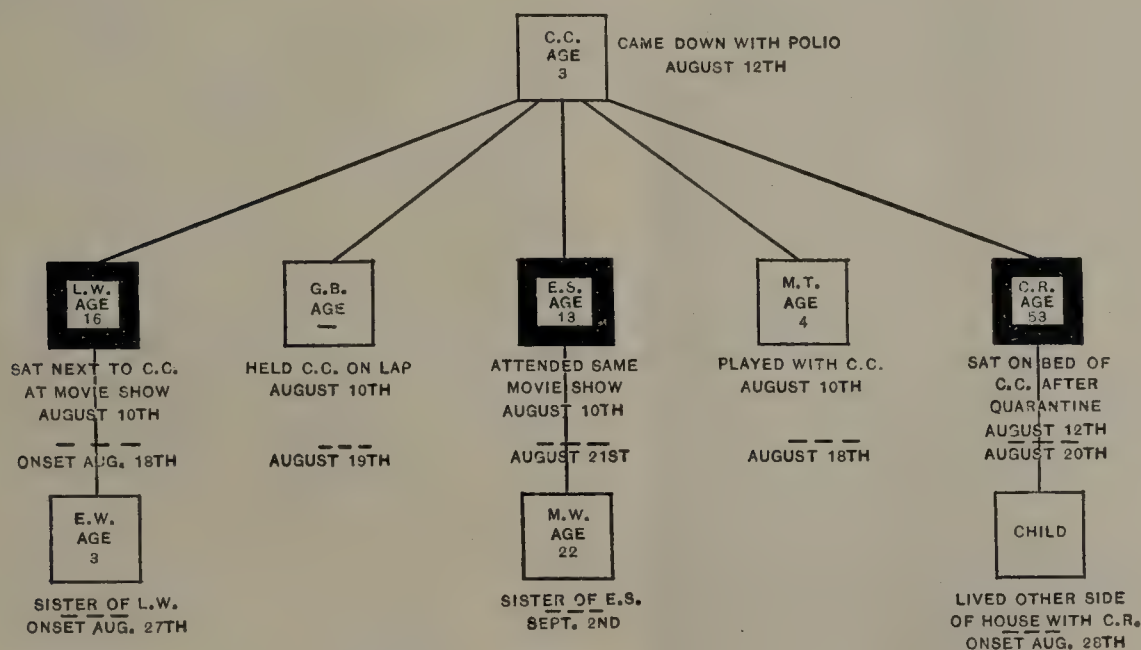 C.C.
AGE
3
CAME DOWN WITH POLIO
AUGUST 12TH
L.W.
AGE
16
SAT NEXT TO C.C.
AT MOVIE SHOW
AUGUST 10TH
ONSET AUG. 18TH
G.B.
AGE
—
HELD C.C. ON LAP
AUGUST 10TH
AUGUST 19TH
E.S.
AGE
13
ATTENDED SAME
MOVIE SHOW
AUGUST 10TH
AUGUST 21ST
M.T.
AGE
4
PLAYED WITH C.C.
AUGUST 10TH
AUGUST 18TH
C.R.
AGE
53
SAT ON BED OF
C.C. AFTER
QUARANTINE
AUGUST 12TH
AUGUST 20TH
E.W.
AGE
3
SISTER OF L.W.
ONSET AUG. 27TH
M.W.
AGE
22
SISTER OF E.S.
SEPT. 2ND
CHILD
LIVED OTHER SIDE
OF HOUSE WITH C.R.
ONSET AUG. 28TH